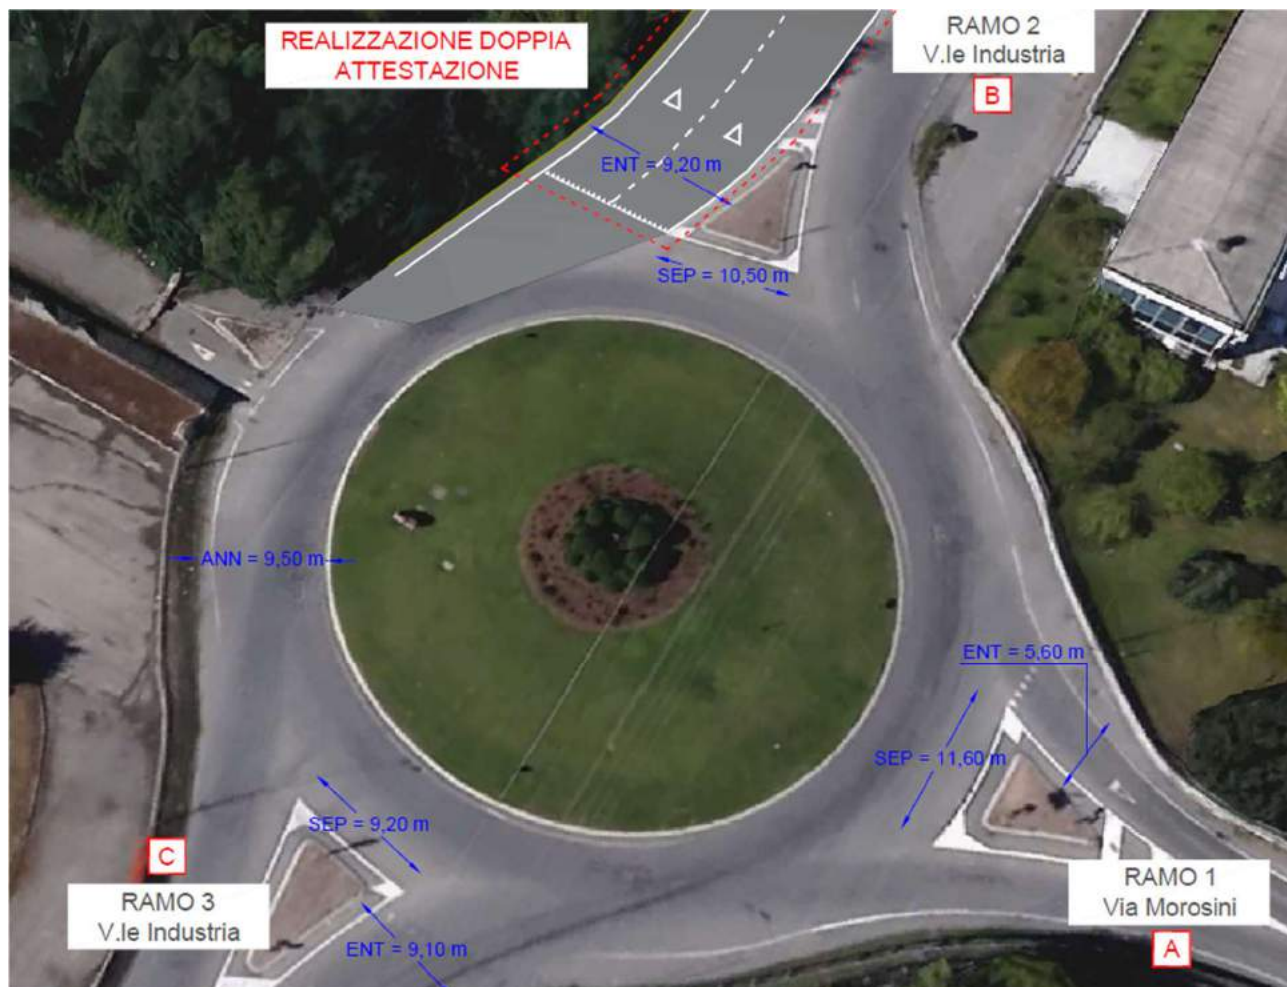 REALIZZAZIONE DOPPIA
ATTESTAZIONE
RAMO 2
V.le Industria
B
ENT = 9,20 m
SEP = 10,50 m
ANN = 9,50 m
ENT = 5,60 m
SEP = 11,60 m
SEP = 9,20 m
C
RAMO 3
V.le Industria
ENT = 9,10 m
RAMO 1
Via Morosini
A